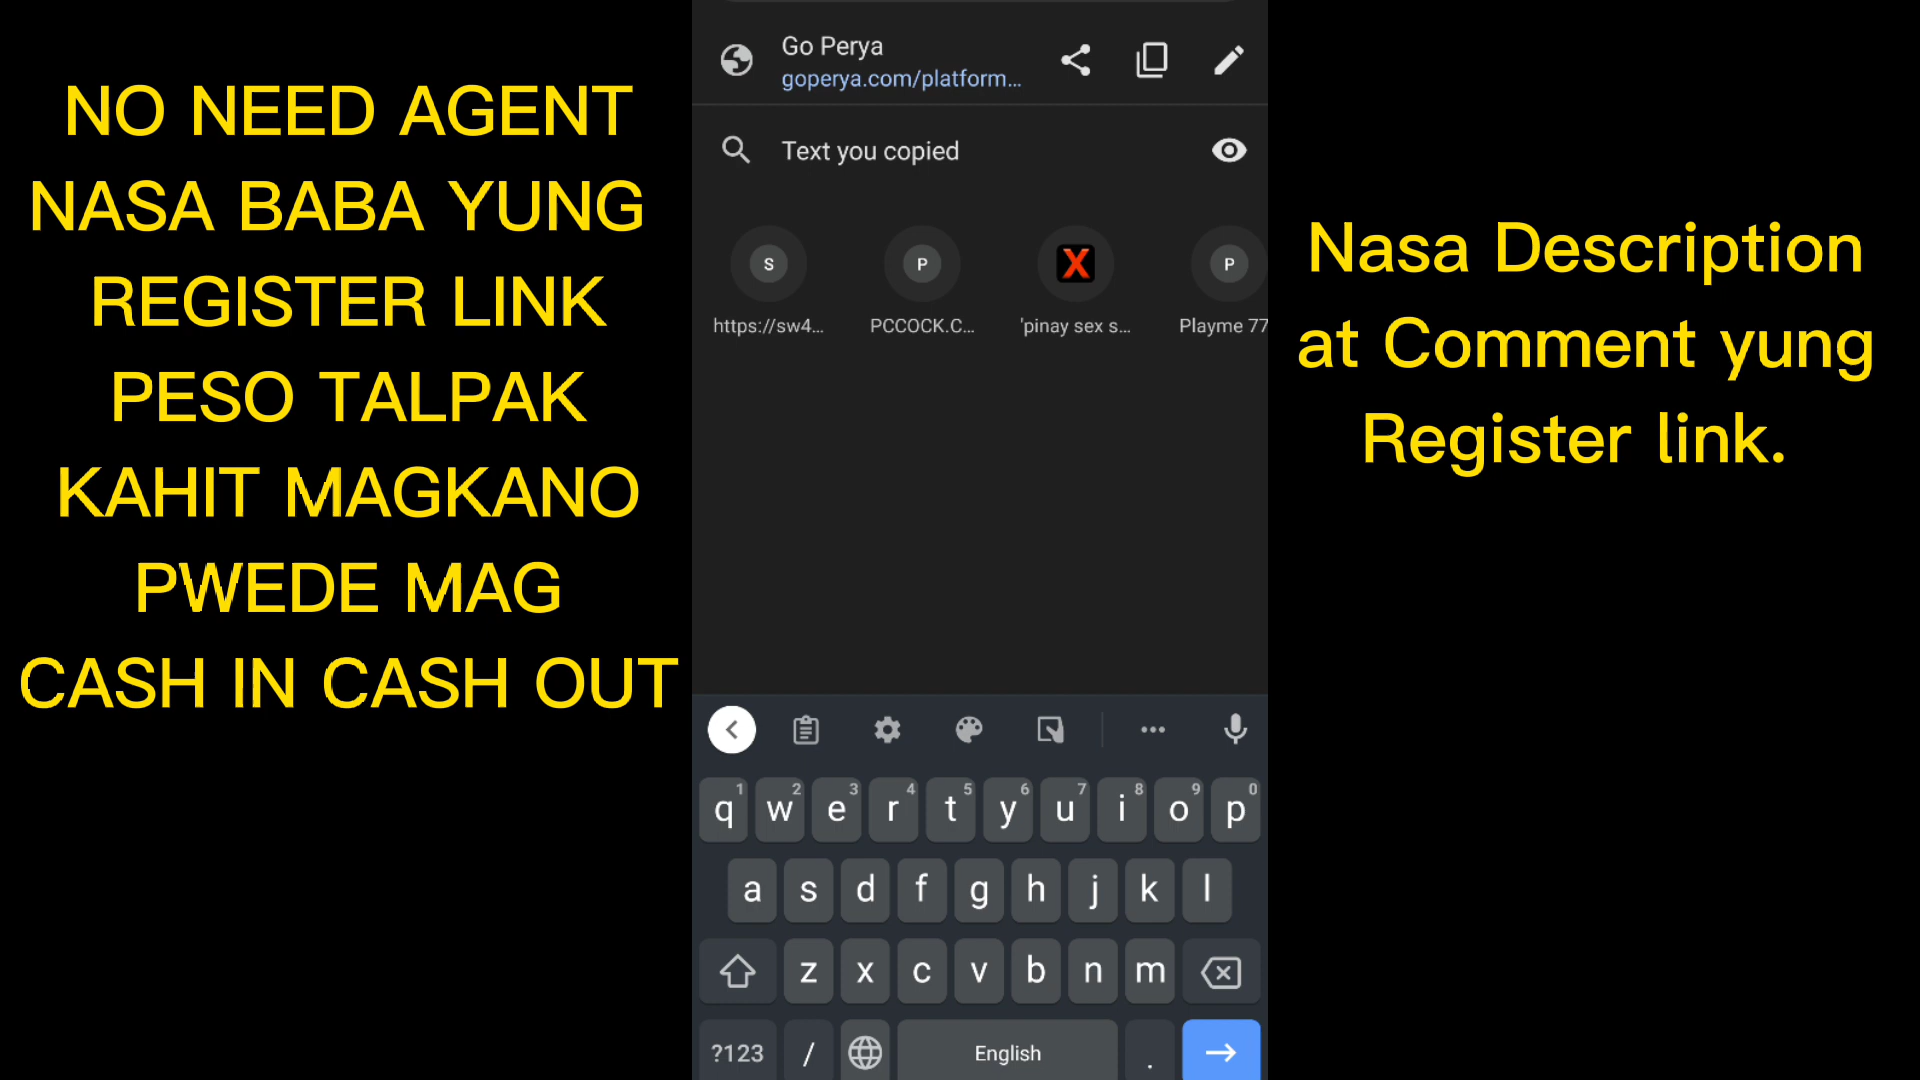 NO NEED AGENT
NASA BABA YUNG
REGISTER LINK
PESO TALPAK
KAHIT MAGKANO
PWEDE MAG
CASH IN CASH OUT
Go Perya
goperya.com/platform...
Text you copied
S P X P
https://sw4... PCCOCK.C... 'pinay sex s... Playme 77
1 2 3 4 5 6 7 8 9 0
q w e r t y u i o p
a s d f g h j k l
z x c v b n m
?123 / English .
Nasa Description
at Comment yung
Register link.